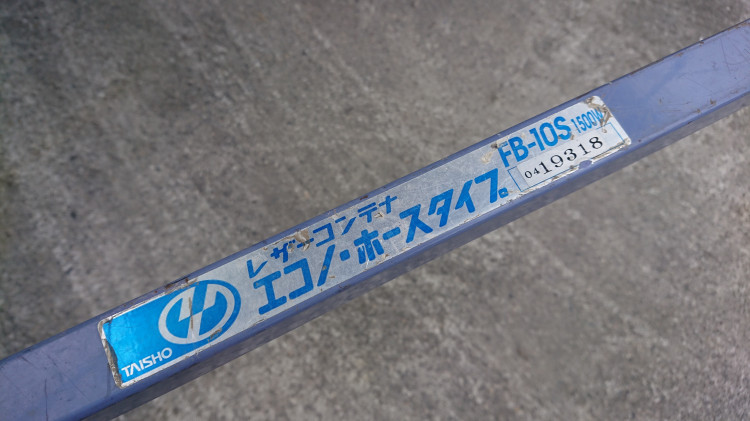 TAISHO
レザーコンテナ
エコノ・ホースタイプ
FB-10S 1500W
0419318